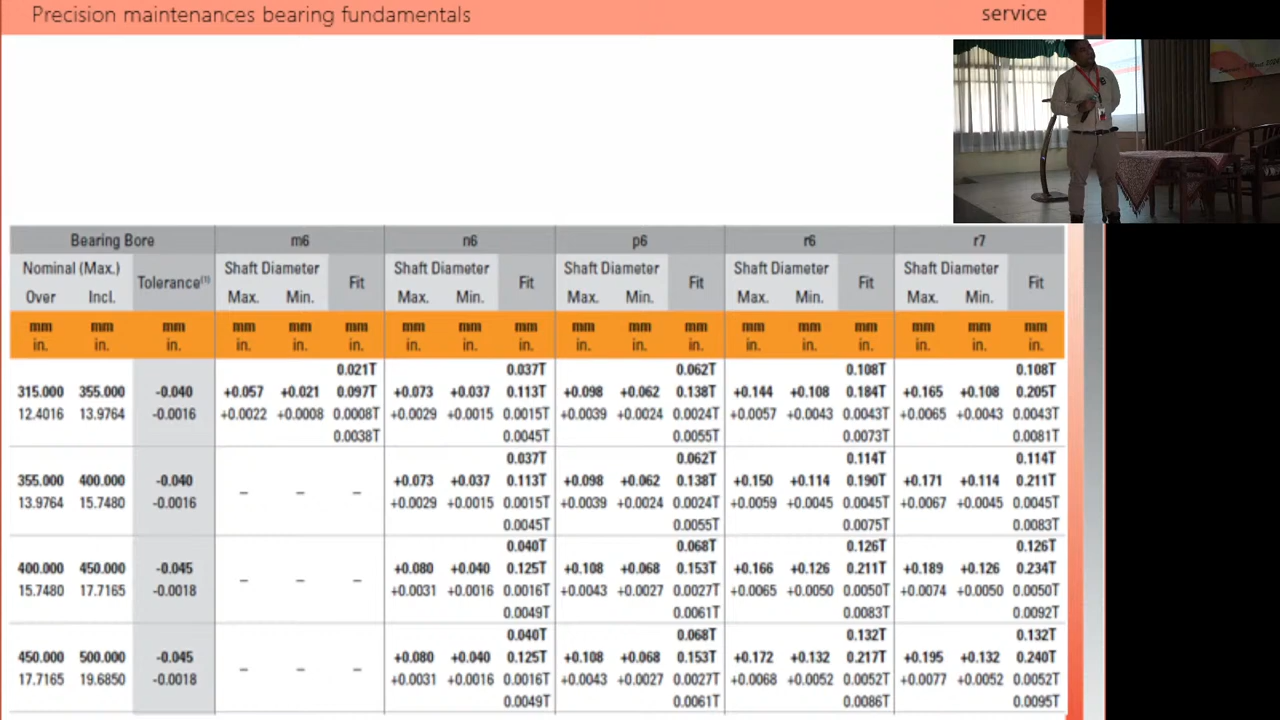 Precision maintenances bearing fundamentals
service
Bearing Bore m6 n6 p6 r6 r7
Nominal (Max.) Tolerance(1) Shaft Diameter Fit Shaft Diameter Fit Shaft Diameter Fit Shaft Diameter Fit Shaft Diameter Fit
Over Incl. Max. Min. Max. Min. Max. Min. Max. Min. Max. Min.
mm mm mm mm mm mm mm mm mm mm mm mm mm mm mm mm mm mm
in. in. in. in. in. in. in. in. in. in. in. in. in. in. in. in. in. in.
0.021T 0.037T 0.062T 0.108T 0.108T
315.000 355.000 -0.040 +0.057 +0.021 0.097T +0.073 +0.037 0.113T +0.098 +0.062 0.138T +0.144 +0.108 0.184T +0.165 +0.108 0.205T
12.4016 13.9764 -0.0016 +0.0022 +0.0008 0.0008T +0.0029 +0.0015 0.0015T +0.0039 +0.0024 0.0024T +0.0057 +0.0043 0.0043T +0.0065 +0.0043 0.0043T
0.0038T 0.0045T 0.0055T 0.0073T 0.0081T
0.037T 0.062T 0.114T 0.114T
355.000 400.000 -0.040 – – – +0.073 +0.037 0.113T +0.098 +0.062 0.138T +0.150 +0.114 0.190T +0.171 +0.114 0.211T
13.9764 15.7480 -0.0016 +0.0029 +0.0015 0.0015T +0.0039 +0.0024 0.0024T +0.0059 +0.0045 0.0045T +0.0067 +0.0045 0.0045T
0.0045T 0.0055T 0.0075T 0.0083T
0.040T 0.068T 0.126T 0.126T
400.000 450.000 -0.045 – – – +0.080 +0.040 0.125T +0.108 +0.068 0.153T +0.166 +0.126 0.211T +0.189 +0.126 0.234T
15.7480 17.7165 -0.0018 +0.0031 +0.0016 0.0016T +0.0043 +0.0027 0.0027T +0.0065 +0.0050 0.0050T +0.0074 +0.0050 0.0050T
0.0049T 0.0061T 0.0083T 0.0092T
0.040T 0.068T 0.132T 0.132T
450.000 500.000 -0.045 – – – +0.080 +0.040 0.125T +0.108 +0.068 0.153T +0.172 +0.132 0.217T +0.195 +0.132 0.240T
17.7165 19.6850 -0.0018 +0.0031 +0.0016 0.0016T +0.0043 +0.0027 0.0027T +0.0068 +0.0052 0.0052T +0.0077 +0.0052 0.0052T
0.0049T 0.0061T 0.0086T 0.0095T